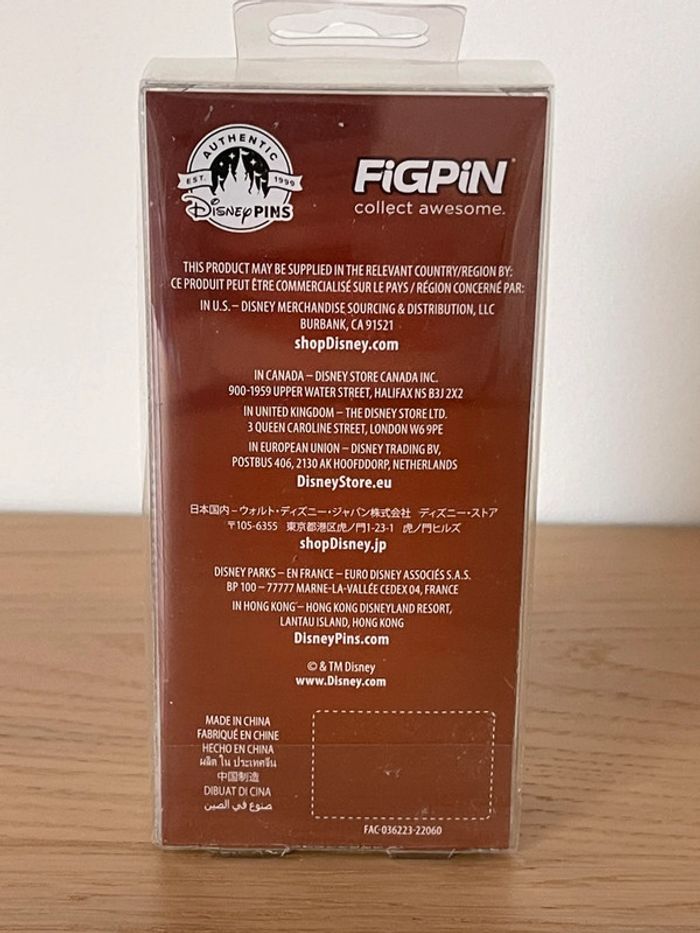 AUTHENTIC
EST. 1999
Disney PINS
FiGPiN
collect awesome.
THIS PRODUCT MAY BE SUPPLIED IN THE RELEVANT COUNTRY/REGION BY:
CE PRODUIT PEUT ÊTRE COMMERCIALISÉ SUR LE PAYS / RÉGION CONCERNÉ PAR:
IN U.S. – DISNEY MERCHANDISE SOURCING & DISTRIBUTION, LLC
BURBANK, CA 91521
shopDisney.com
IN CANADA – DISNEY STORE CANADA INC.
900-1959 UPPER WATER STREET, HALIFAX NS B3J 2X2
IN UNITED KINGDOM – THE DISNEY STORE LTD.
3 QUEEN CAROLINE STREET, LONDON W6 9PE
IN EUROPEAN UNION – DISNEY TRADING BV,
POSTBUS 406, 2130 AK HOOFDDORP, NETHERLANDS
DisneyStore.eu
日本国内 – ウォルト・ディズニー・ジャパン株式会社 ディズニー・ストア
〒105-6355 東京都港区虎ノ門1-23-1 虎ノ門ヒルズ
shopDisney.jp
DISNEY PARKS – EN FRANCE – EURO DISNEY ASSOCIÉS S.A.S.
BP 100 – 77777 MARNE-LA-VALLÉE CEDEX 04, FRANCE
IN HONG KONG – HONG KONG DISNEYLAND RESORT,
LANTAU ISLAND, HONG KONG
DisneyPins.com
© & TM Disney
www.Disney.com
MADE IN CHINA
FABRIQUÉ EN CHINE
HECHO EN CHINA
ผลิต ใน ประเทศจีน
中国制造
DIBUAT DI CINA
صنوع في الصين
FAC-036223-22060